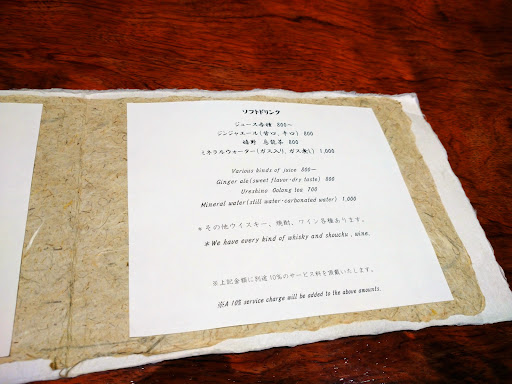 ソフトドリンク
ジュース各種 800〜
ジンジャエール(甘口、辛口) 800
嬉野 烏龍茶 800
ミネラルウォーター(ガス入り、ガス無し) 1,000
Various kinds of juice 800〜
Ginger ale(sweet flavor・dry taste) 800
Ureshino Oolong tea 700
Mineral water(still water・carbonated water) 1,000
*その他ウイスキー、焼酎、ワイン各種あります。
*We have every kind of whisky and shouchu , wine.
※上記金額に別途10%のサービス料を頂戴いたします。
※A 10% service charge will be added to the above amounts.